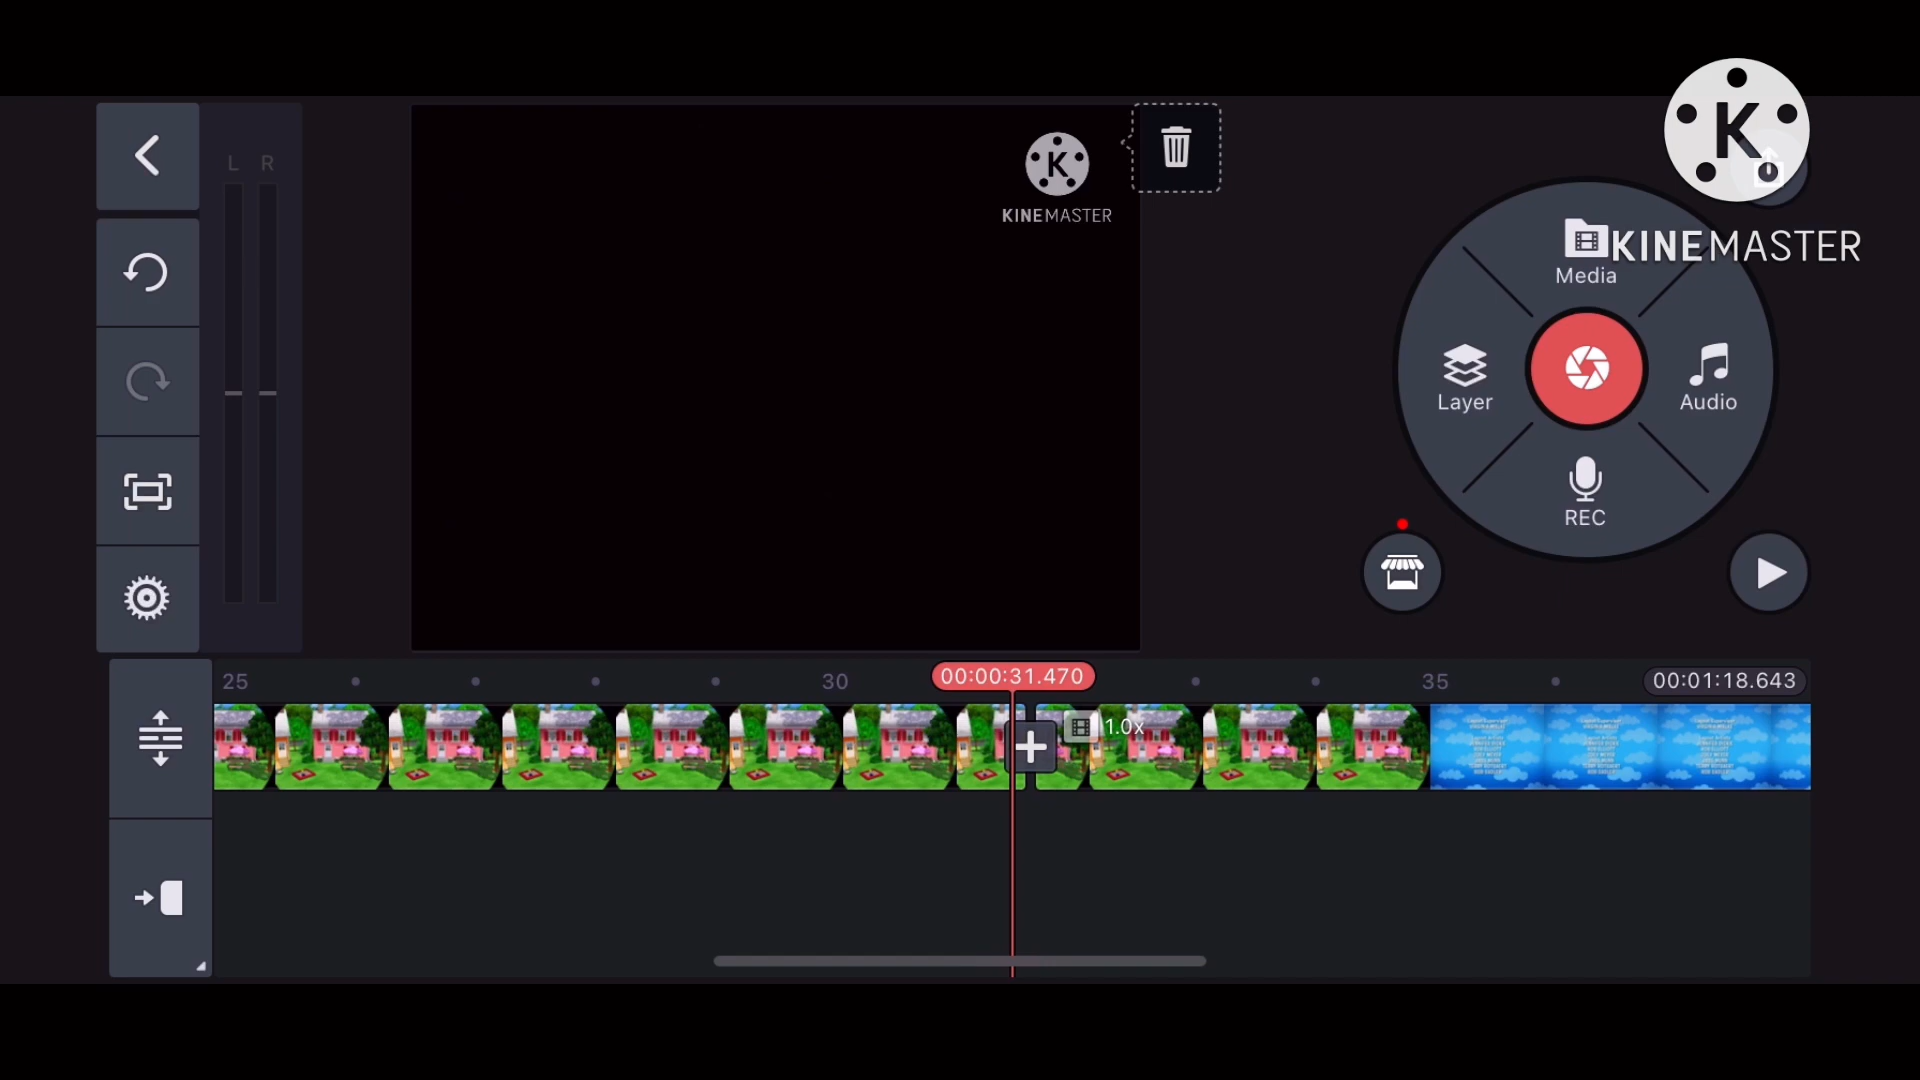 L R
KINEMASTER
K
K
KINEMASTER
Media
Layer
Audio
REC
25
30
00:00:31.470
35
00:01:18.643
1.0x